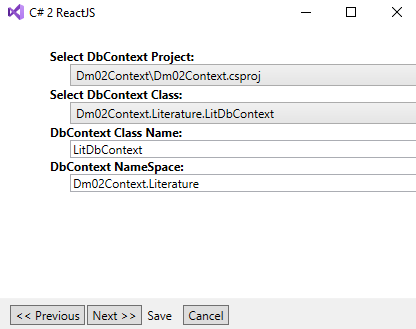 C# 2 ReactJS
Select DbContext Project:
Dm02Context\Dm02Context.csproj
Select DbContext Class:
Dm02Context.Literature.LitDbContext
DbContext Class Name:
LitDbContext
DbContext NameSpace:
Dm02Context.Literature
<< Previous Next >> Save Cancel